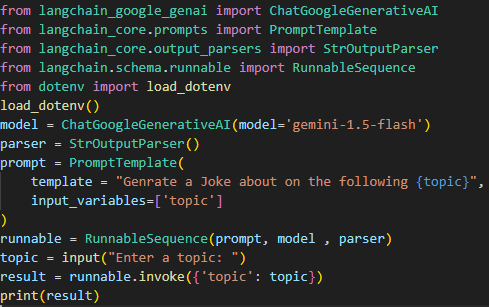 from langchain_google_genai import ChatGoogleGenerativeAI
from langchain_core.prompts import PromptTemplate
from langchain_core.output_parsers import StrOutputParser
from langchain.schema.runnable import RunnableSequence
from dotenv import load_dotenv
load_dotenv()
model = ChatGoogleGenerativeAI(model='gemini-1.5-flash')
parser = StrOutputParser()
prompt = PromptTemplate(
    template = "Genrate a Joke about on the following {topic}",
    input_variables=['topic']
)
runnable = RunnableSequence(prompt, model , parser)
topic = input("Enter a topic: ")
result = runnable.invoke({'topic': topic})
print(result)